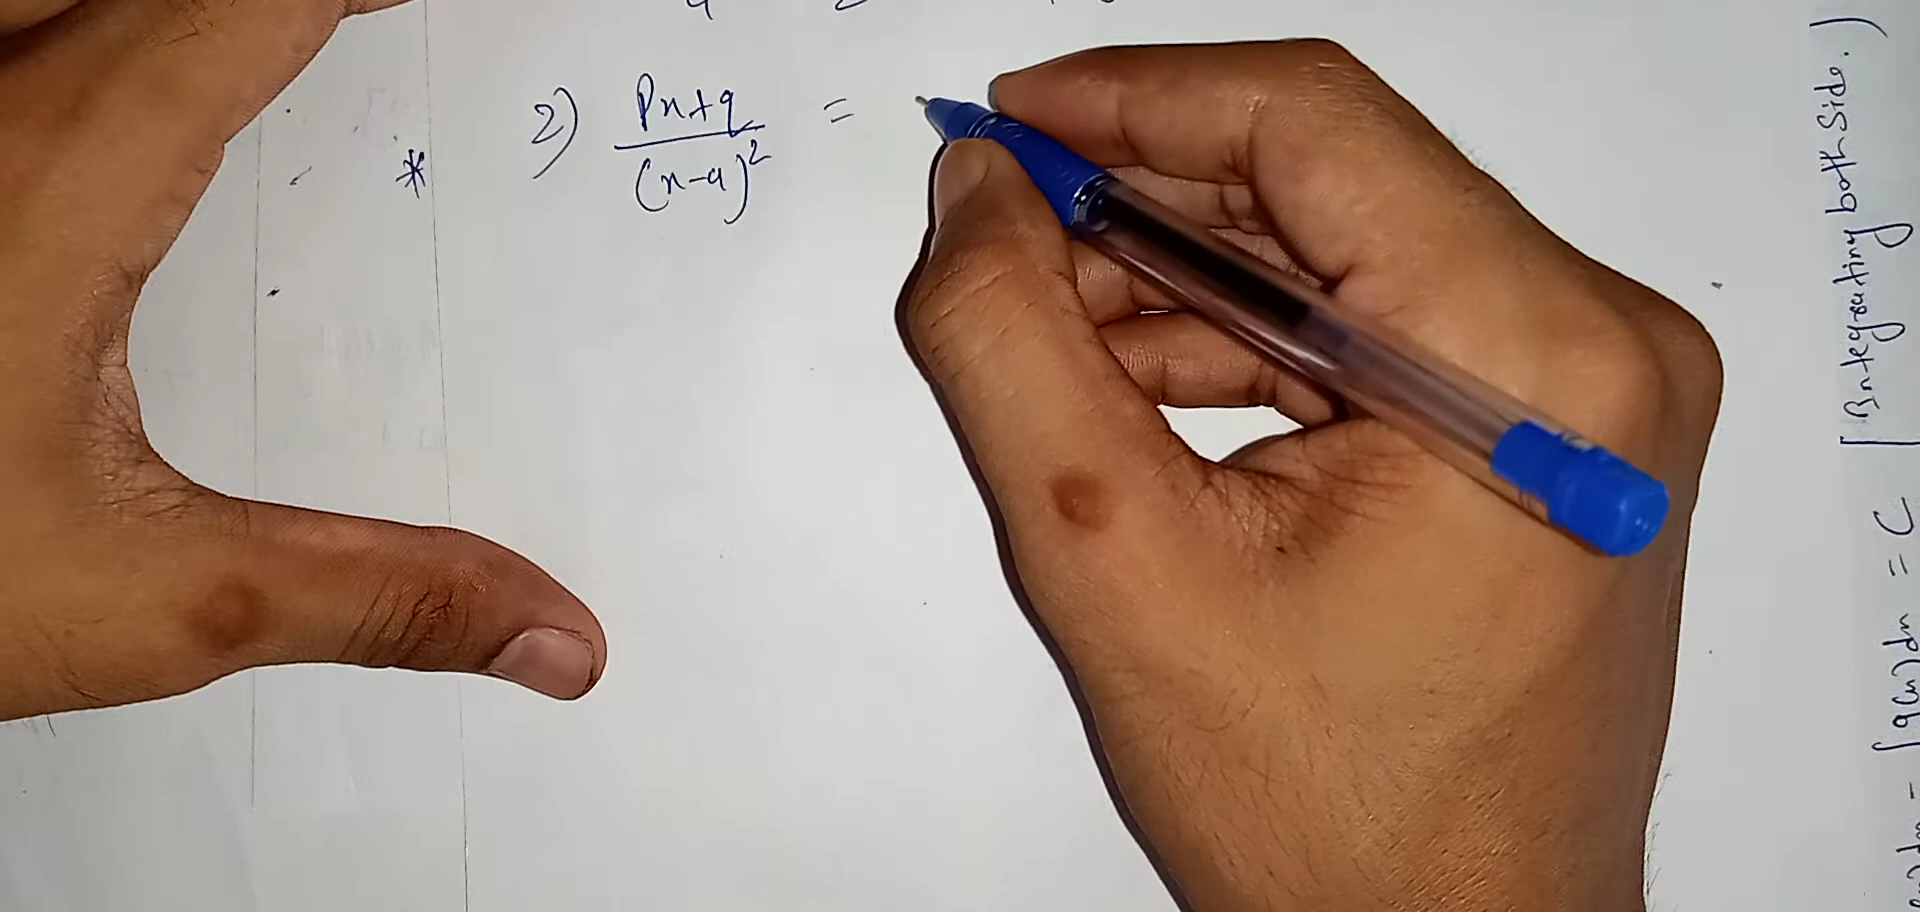 * 2) Px+q / (x-a)² =
[Integrating both side.)
∫g(x)dx = C